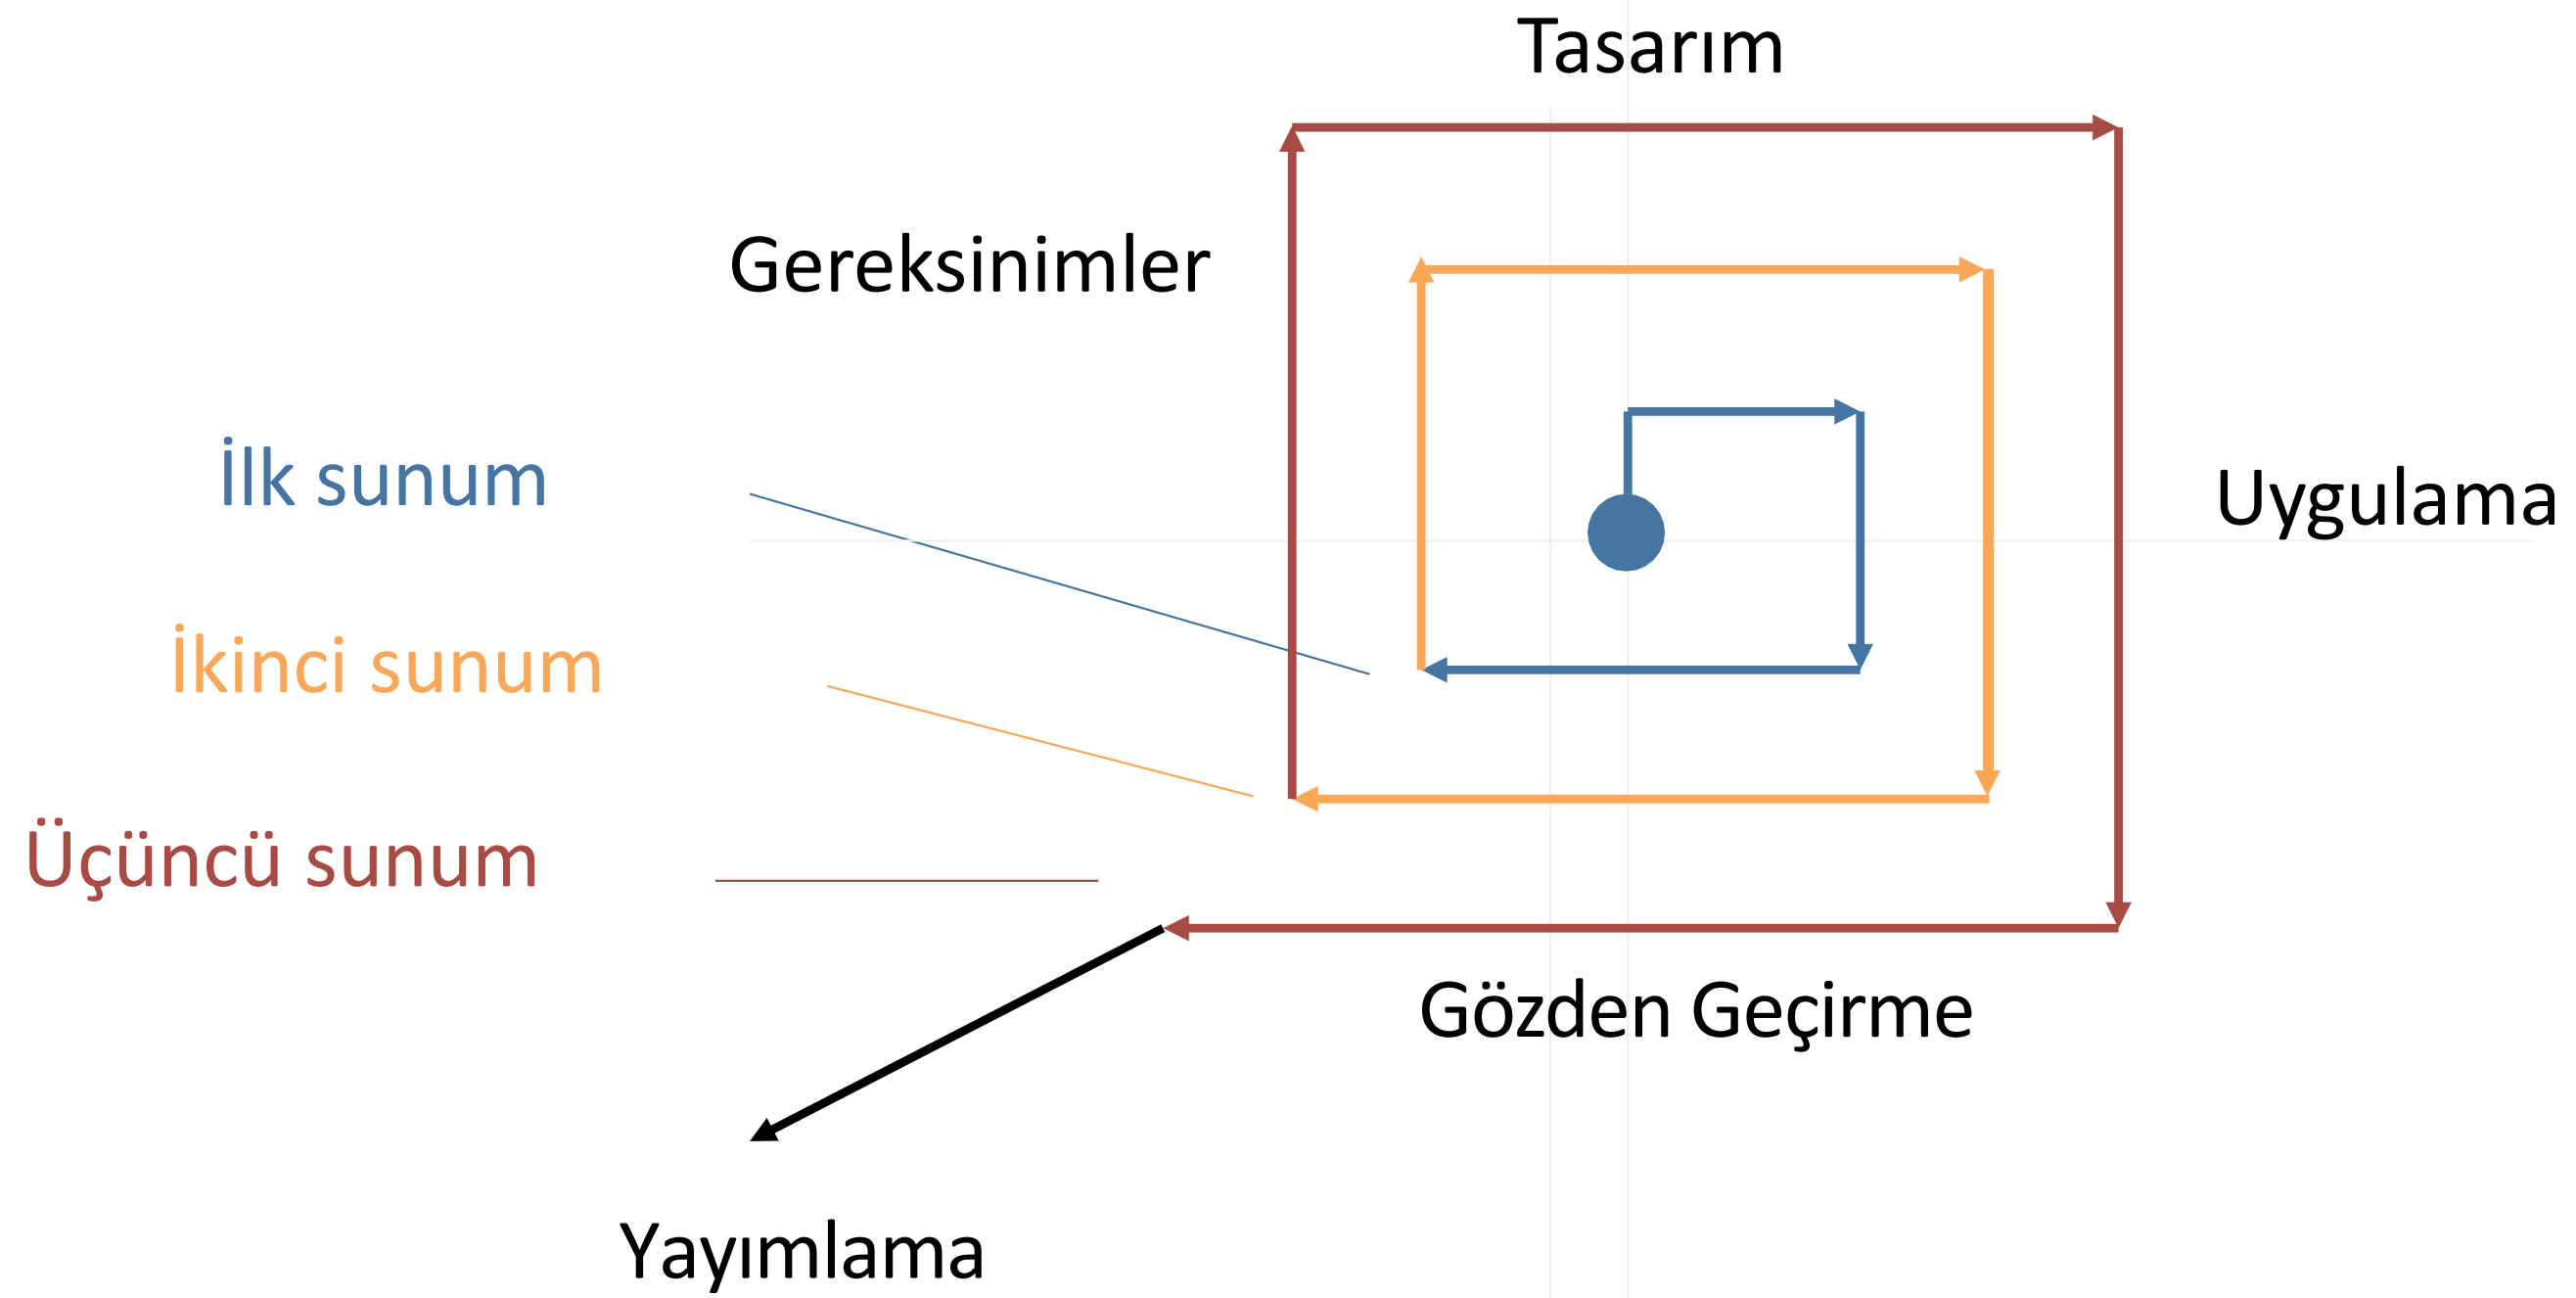 Tasarım
Gereksinimler
İlk sunum
Uygulama
İkinci sunum
Üçüncü sunum
Gözden Geçirme
Yayımlama